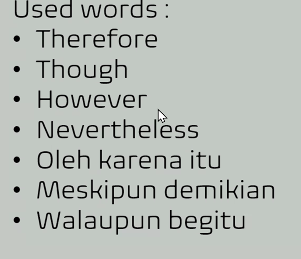 Used words :
• Therefore
• Though
• However
• Nevertheless
• Oleh karena itu
• Meskipun demikian
• Walaupun begitu